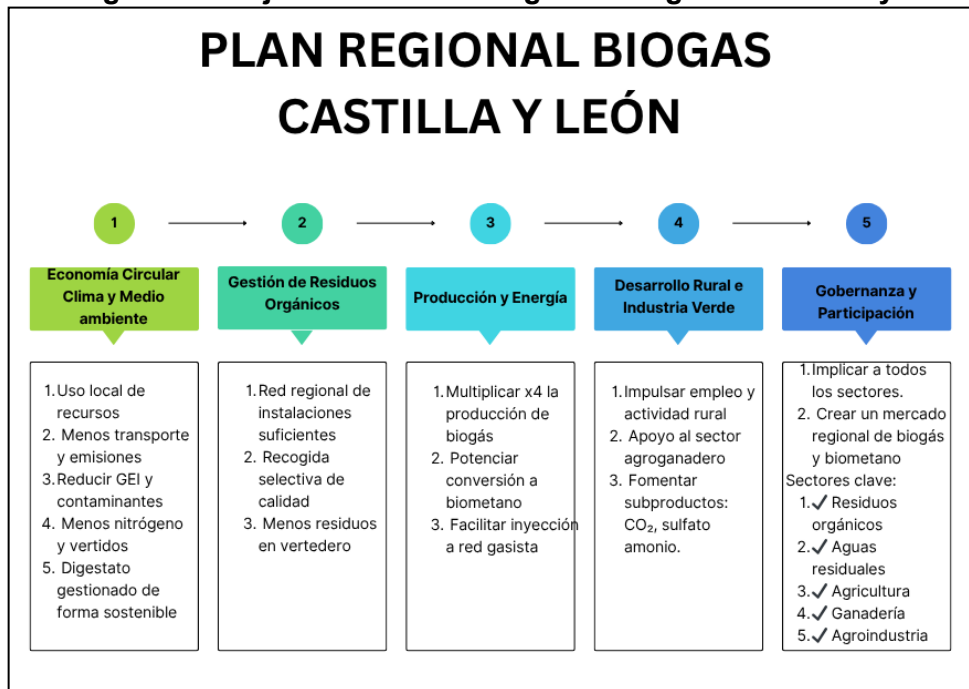 PLAN REGIONAL BIOGAS
CASTILLA Y LEÓN
1
2
3
4
5
Economía Circular
Clima y Medio
ambiente
Gestión de Residuos
Orgánicos
Producción y Energía
Desarrollo Rural e
Industria Verde
Gobernanza y
Participación
1.Uso local de
recursos
2. Menos transporte
y emisiones
3.Reducir GEI y
contaminantes
4. Menos nitrógeno
y vertidos
5. Digestato
gestionado de
forma sostenible
1.Red regional de
instalaciones
suficientes
2. Recogida
selectiva de
calidad
3. Menos residuos
en vertedero
1.Multiplicar x4 la
producción de
biogás
2. Potenciar
conversión a
biometano
3. Facilitar inyección
a red gasista
1.Impulsar empleo y
actividad rural
2. Apoyo al sector
agroganadero
3. Fomentar
subproductos:
CO₂, sulfato
amonio.
1.Implicar a todos
los sectores.
2. Crear un mercado
regional de biogás
y biometano
Sectores clave:
1.✓ Residuos
orgánicos
2.✓ Aguas
residuales
3.✓ Agricultura
4.✓ Ganadería
5.✓ Agroindustria